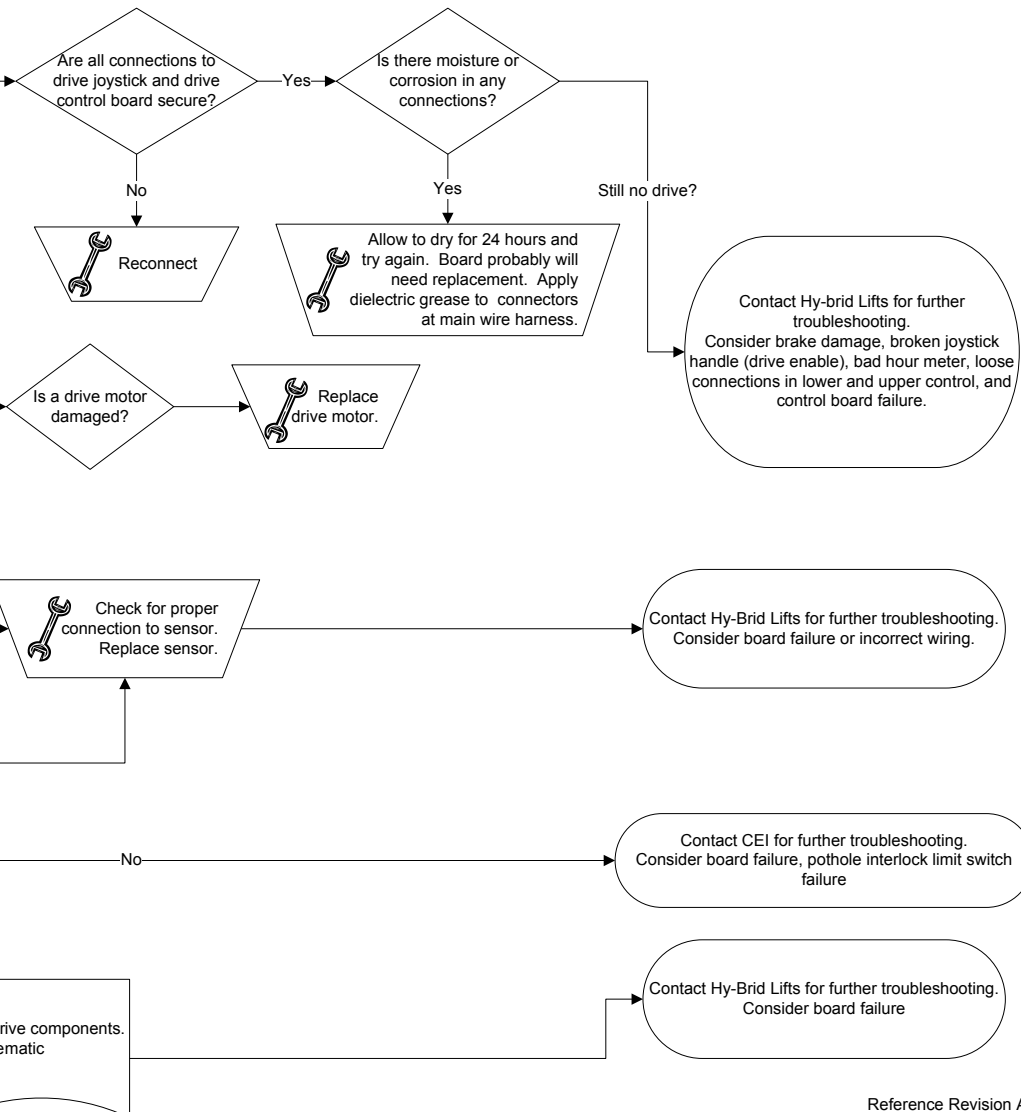 Are all connections to
drive joystick and drive
control board secure?
Yes
Is there moisture or
corrosion in any
connections?
No
Yes
Still no drive?
Reconnect
Allow to dry for 24 hours and
try again. Board probably will
need replacement. Apply
dielectric grease to connectors
at main wire harness.
Contact Hy-brid Lifts for further
troubleshooting.
Consider brake damage, broken joystick
handle (drive enable), bad hour meter, loose
connections in lower and upper control, and
control board failure.
Is a drive motor
damaged?
Replace
drive motor.
Check for proper
connection to sensor.
Replace sensor.
Contact Hy-Brid Lifts for further troubleshooting.
Consider board failure or incorrect wiring.
No
Contact CEI for further troubleshooting.
Consider board failure, pothole interlock limit switch
failure
rive components.
ematic
Contact Hy-Brid Lifts for further troubleshooting.
Consider board failure
Reference Revision A